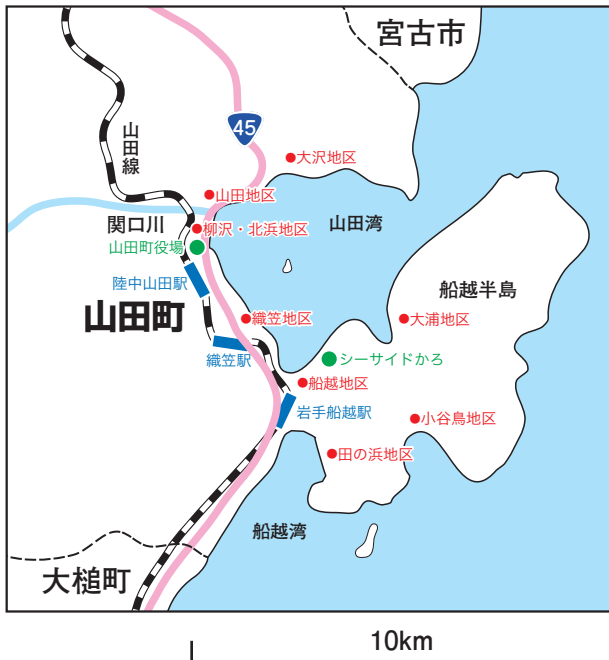 宮古市
45
山田線
大沢地区
山田地区
関口川
柳沢・北浜地区
山田湾
山田町役場
陸中山田駅
船越半島
山田町
織笠地区
大浦地区
織笠駅
シーサイドかろ
船越地区
岩手船越駅
小谷鳥地区
田の浜地区
船越湾
大槌町
10km